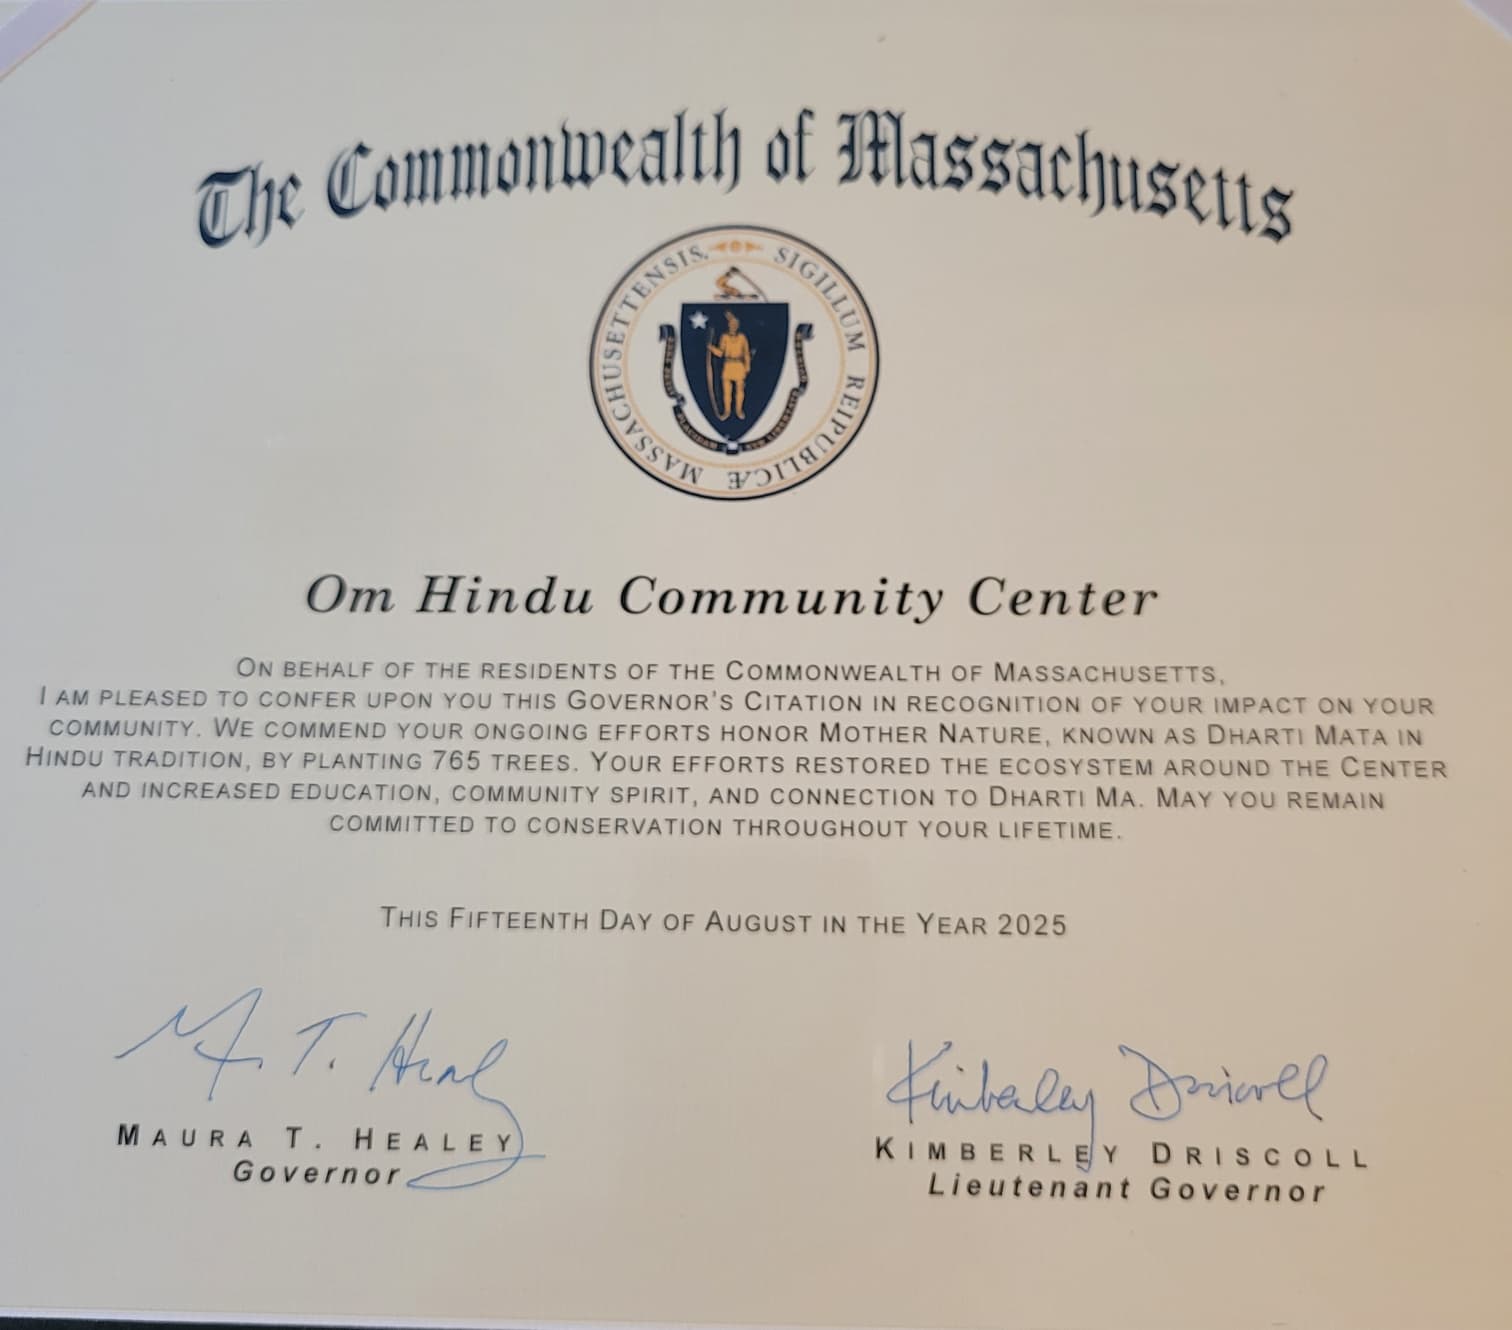 The Commonwealth of Massachusetts
SIGILLUM REIPUBLICÆ MASSACHUSETTENSIS.
Om Hindu Community Center
ON BEHALF OF THE RESIDENTS OF THE COMMONWEALTH OF MASSACHUSETTS,
I AM PLEASED TO CONFER UPON YOU THIS GOVERNOR'S CITATION IN RECOGNITION OF YOUR IMPACT ON YOUR
COMMUNITY. WE COMMEND YOUR ONGOING EFFORTS HONOR MOTHER NATURE, KNOWN AS DHARTI MATA IN
HINDU TRADITION, BY PLANTING 765 TREES. YOUR EFFORTS RESTORED THE ECOSYSTEM AROUND THE CENTER
AND INCREASED EDUCATION, COMMUNITY SPIRIT, AND CONNECTION TO DHARTI MA. MAY YOU REMAIN
COMMITTED TO CONSERVATION THROUGHOUT YOUR LIFETIME.
THIS FIFTEENTH DAY OF AUGUST IN THE YEAR 2025
M T. Healey
MAURA T. HEALEY
Governor
Kimberley Driscoll
KIMBERLEY DRISCOLL
Lieutenant Governor